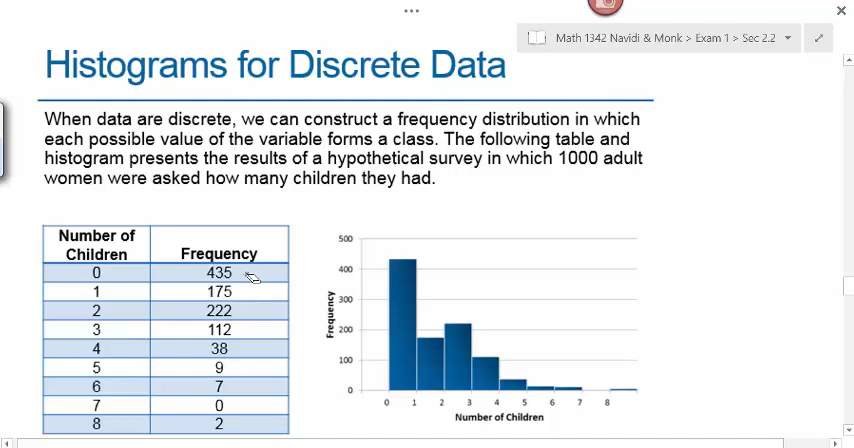 Math 1342 Navidi & Monk > Exam 1 > Sec 2.2
Histograms for Discrete Data
When data are discrete, we can construct a frequency distribution in which
each possible value of the variable forms a class. The following table and
histogram presents the results of a hypothetical survey in which 1000 adult
women were asked how many children they had.
Number of
Children Frequency
0 435
1 175
2 222
3 112
4 38
5 9
6 7
7 0
8 2
500
400
300
200
100
0
Frequency
0 1 2 3 4 5 6 7 8
Number of Children